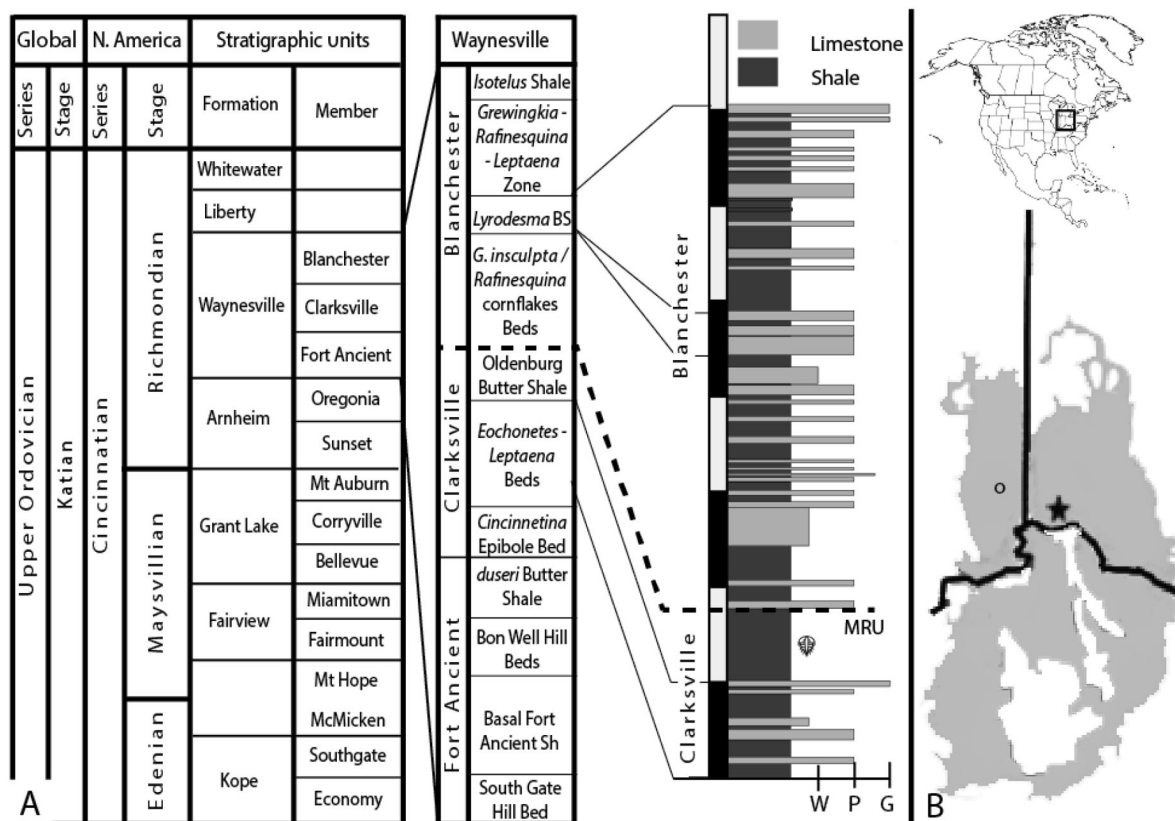 Global
N. America
Stratigraphic units
Series
Stage
Series
Stage
Formation
Member
Upper Ordovician
Katian
Cincinnatian
Richmondian
Maysvillian
Edenian
Whitewater
Liberty
Waynesville
Blanchester
Clarksville
Fort Ancient
Arnheim
Oregonia
Sunset
Grant Lake
Mt Auburn
Corryville
Bellevue
Fairview
Miamitown
Fairmount
Mt Hope
McMicken
Kope
Southgate
Economy
A
Waynesville
Blanchester
Isotelus Shale
Grewingkia -
Rafinesquina
- Leptaena
Zone
Lyrodesma BS
G. insculpta /
Rafinesquina
cornflakes
Beds
Clarksville
Oldenburg
Butter Shale
Eochonetes -
Leptaena
Beds
Cincinnetina
Epibole Bed
Fort Ancient
duseri Butter
Shale
Bon Well Hill
Beds
Basal Fort
Ancient Sh
South Gate
Hill Bed
Limestone
Shale
Blanchester
Clarksville
MRU
W P G
B